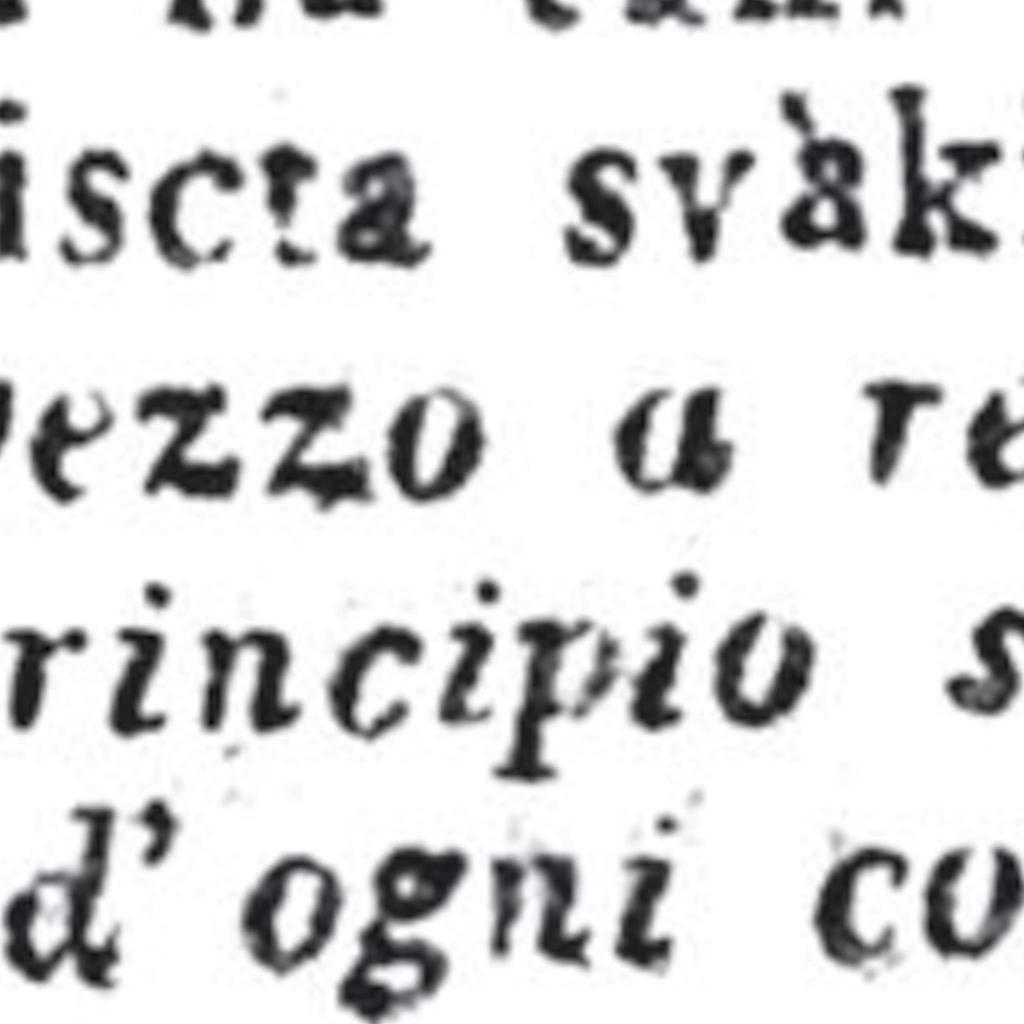 iscta svàk
ezzo a re
rincipio s
d'ogni co